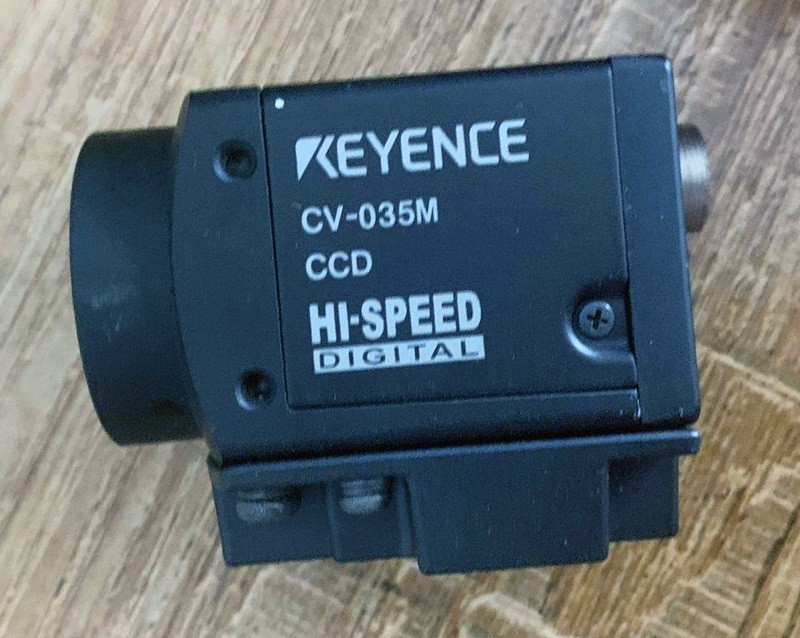 KEYENCE
CV-035M
CCD
HI-SPEED
DIGITAL